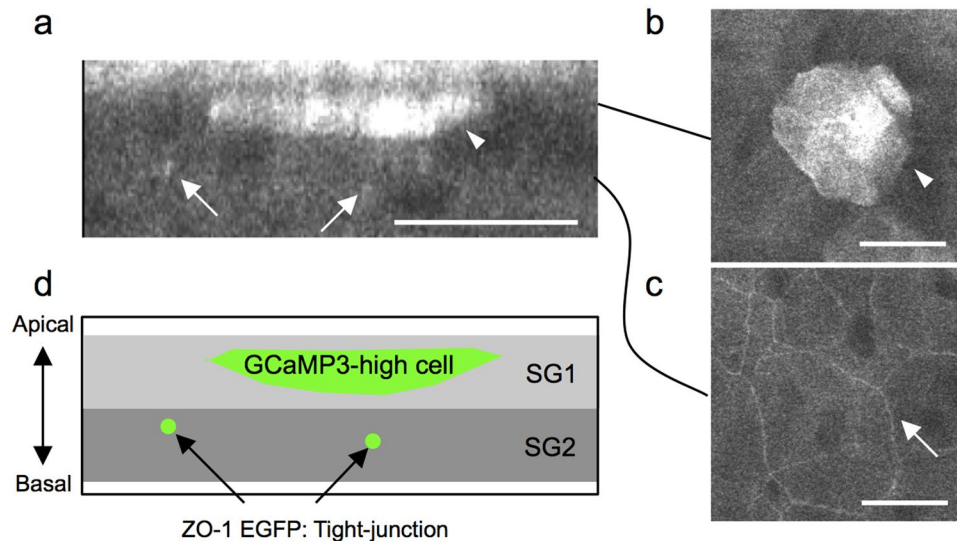 a
b
d
Apical
GCaMP3-high cell
SG1
SG2
Basal
ZO-1 EGFP: Tight-junction
c